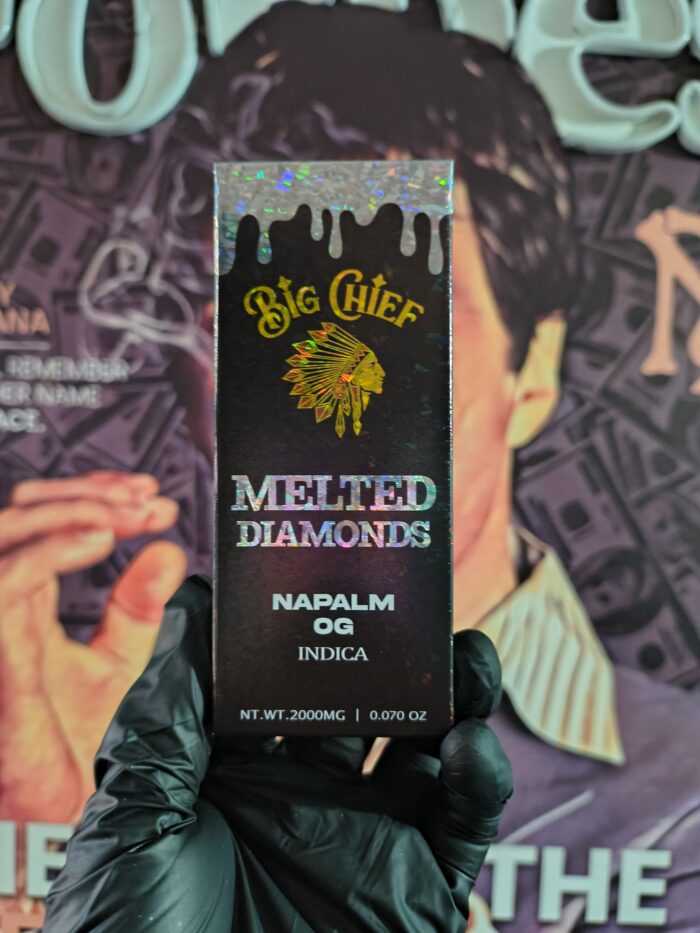 BIG CHIEF
MELTED
DIAMONDS
NAPALM
OG
INDICA
NT.WT.2000MG | 0.070 OZ
REMEMBER
NAME
THE